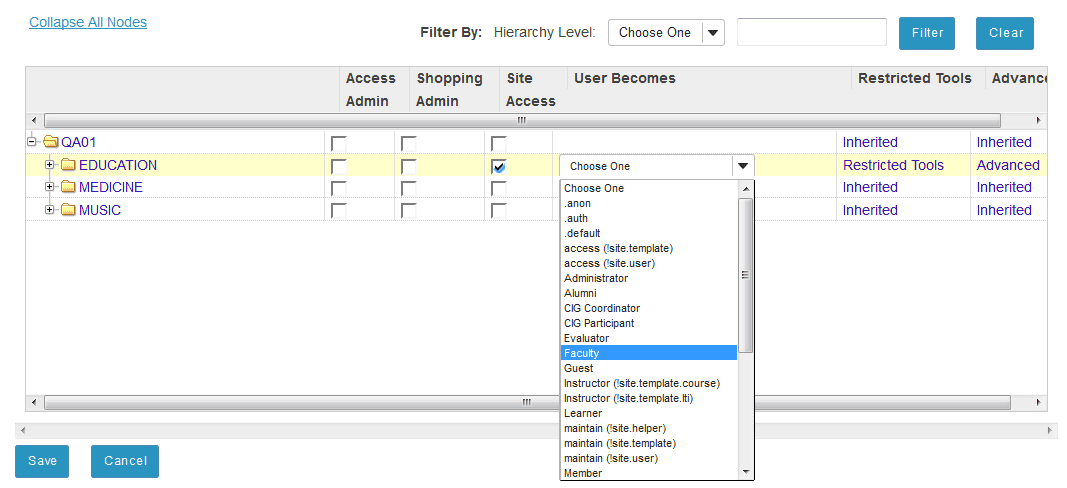 Collapse All Nodes
Filter By: Hierarchy Level: Choose One Filter Clear
Access Admin Shopping Admin Site Access User Becomes Restricted Tools Advanc
QA01 Inherited Inherited
EDUCATION Choose One Restricted Tools Advanced
MEDICINE Inherited Inherited
MUSIC Inherited Inherited
Choose One
.anon
.auth
.default
access (!site.template)
access (!site.user)
Administrator
Alumni
CIG Coordinator
CIG Participant
Evaluator
Faculty
Guest
Instructor (!site.template.course)
Instructor (!site.template.lti)
Learner
maintain (!site.helper)
maintain (!site.template)
maintain (!site.user)
Member
Save Cancel